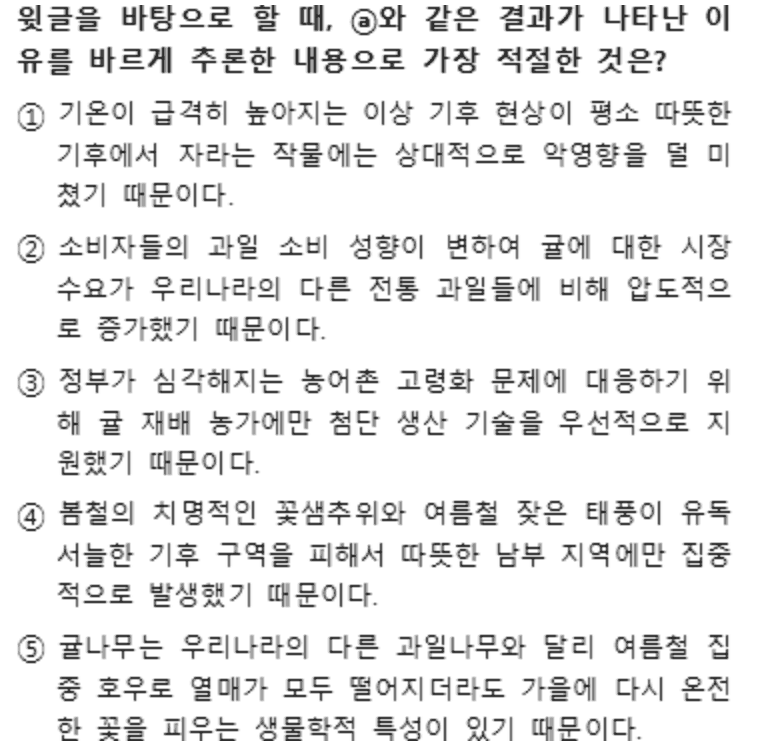 윗글을 바탕으로 할 때, ⓐ와 같은 결과가 나타난 이
유를 바르게 추론한 내용으로 가장 적절한 것은?
① 기온이 급격히 높아지는 이상 기후 현상이 평소 따뜻한
기후에서 자라는 작물에는 상대적으로 악영향을 덜 미
쳤기 때문이다.
② 소비자들의 과일 소비 성향이 변하여 귤에 대한 시장
수요가 우리나라의 다른 전통 과일들에 비해 압도적으
로 증가했기 때문이다.
③ 정부가 심각해지는 농어촌 고령화 문제에 대응하기 위
해 귤 재배 농가에만 첨단 생산 기술을 우선적으로 지
원했기 때문이다.
④ 봄철의 치명적인 꽃샘추위와 여름철 잦은 태풍이 유독
서늘한 기후 구역을 피해서 따뜻한 남부 지역에만 집중
적으로 발생했기 때문이다.
⑤ 귤나무는 우리나라의 다른 과일나무와 달리 여름철 집
중 호우로 열매가 모두 떨어지더라도 가을에 다시 온전
한 꽃을 피우는 생물학적 특성이 있기 때문이다.